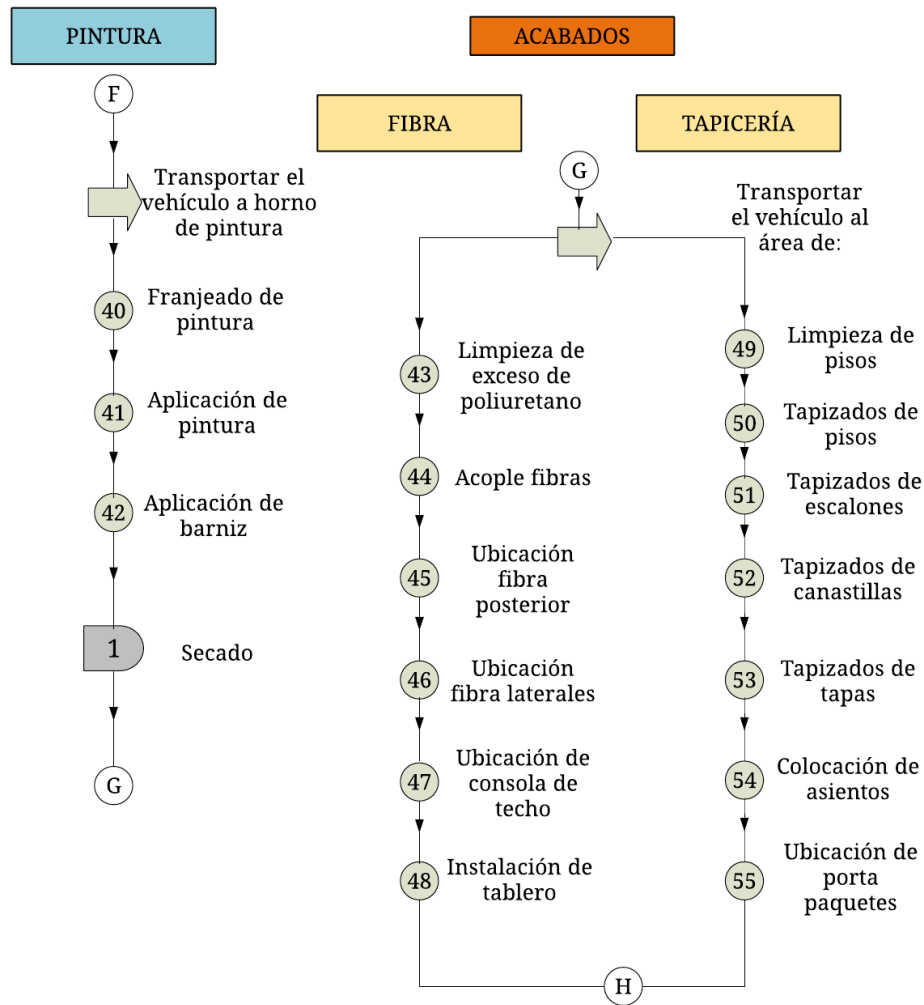 PINTURA
F
Transportar el
vehículo a horno
de pintura
40
Franjeado de
pintura
41
Aplicación de
pintura
42
Aplicación de
barniz
1
Secado
G
ACABADOS
FIBRA
TAPICERÍA
G
Transportar
el vehículo al
área de:
43
Limpieza de
exceso de
poliuretano
44
Acople fibras
45
Ubicación
fibra
posterior
46
Ubicación
fibra laterales
47
Ubicación de
consola de
techo
48
Instalación de
tablero
49
Limpieza de
pisos
50
Tapizados de
pisos
51
Tapizados de
escalones
52
Tapizados de
canastillas
53
Tapizados de
tapas
54
Colocación de
asientos
55
Ubicación de
porta
paquetes
H